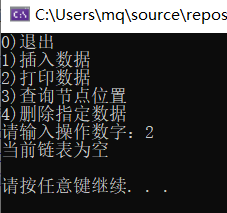 C:\Users\mq\source\repos
0)退出
1)插入数据
2)打印数据
3)查询节点位置
4)删除指定数据
请输入操作数字：2
当前链表为空
请按任意键继续. . .